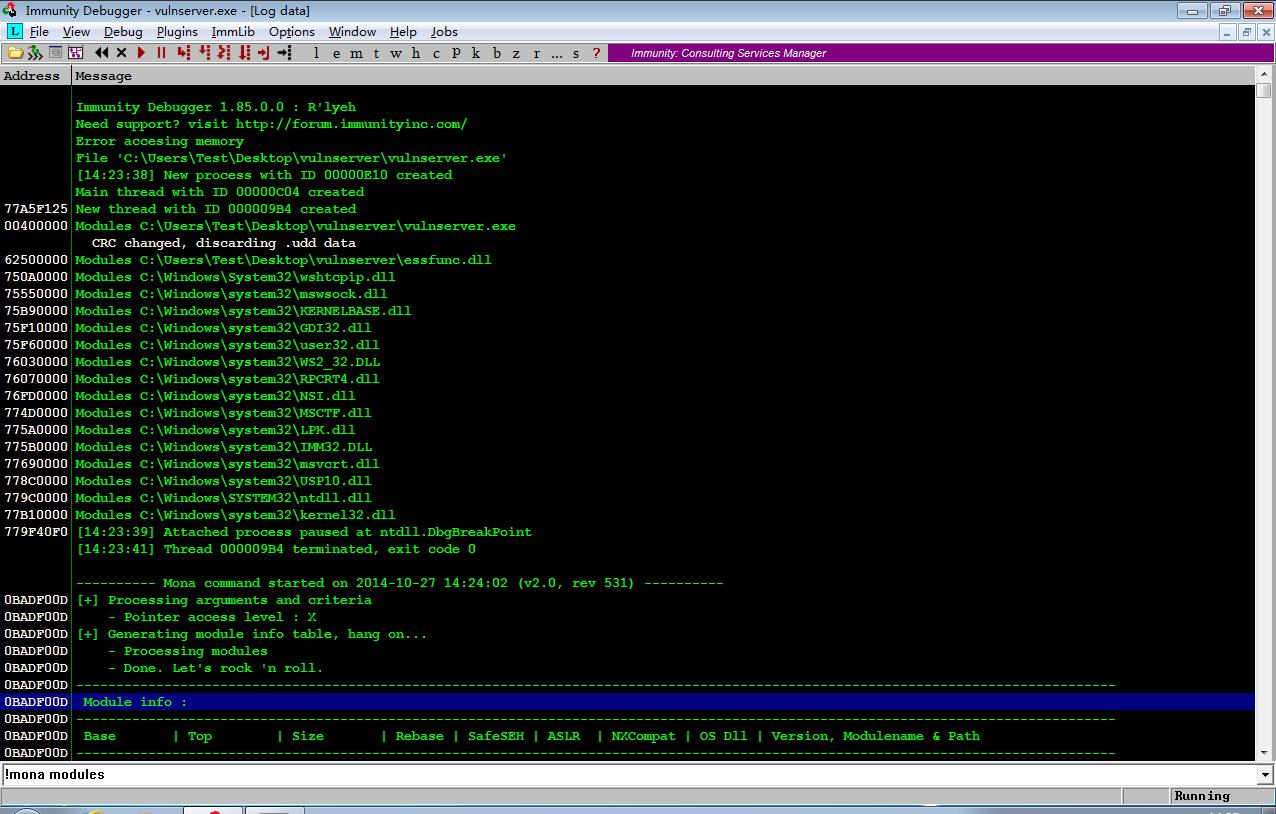 Immunity Debugger - vulnserver.exe - [Log data]
L File View Debug Plugins ImmLib Options Window Help Jobs
l e m t w h c P k b z r ... s ? Immunity: Consulting Services Manager
Address Message
Immunity Debugger 1.85.0.0 : R'lyeh
Need support? visit http://forum.immunityinc.com/
Error accesing memory
File 'C:\Users\Test\Desktop\vulnserver\vulnserver.exe'
[14:23:38] New process with ID 00000E10 created
Main thread with ID 00000C04 created
77A5F125 New thread with ID 000009B4 created
00400000 Modules C:\Users\Test\Desktop\vulnserver\vulnserver.exe
CRC changed, discarding .udd data
62500000 Modules C:\Users\Test\Desktop\vulnserver\essfunc.dll
750A0000 Modules C:\Windows\System32\wshtcpip.dll
75550000 Modules C:\Windows\system32\mswsock.dll
75B90000 Modules C:\Windows\system32\KERNELBASE.dll
75F10000 Modules C:\Windows\system32\GDI32.dll
75F60000 Modules C:\Windows\system32\user32.dll
76030000 Modules C:\Windows\system32\WS2_32.DLL
76070000 Modules C:\Windows\system32\RPCRT4.dll
76FD0000 Modules C:\Windows\system32\NSI.dll
774D0000 Modules C:\Windows\system32\MSCTF.dll
775A0000 Modules C:\Windows\system32\LPK.dll
775B0000 Modules C:\Windows\system32\IMM32.DLL
77690000 Modules C:\Windows\system32\msvcrt.dll
778C0000 Modules C:\Windows\system32\USP10.dll
779C0000 Modules C:\Windows\SYSTEM32\ntdll.dll
77B10000 Modules C:\Windows\system32\kernel32.dll
779F40F0 [14:23:39] Attached process paused at ntdll.DbgBreakPoint
[14:23:41] Thread 000009B4 terminated, exit code 0
---------- Mona command started on 2014-10-27 14:24:02 (v2.0, rev 531) ----------
0BADF00D [+] Processing arguments and criteria
0BADF00D - Pointer access level : X
0BADF00D [+] Generating module info table, hang on...
0BADF00D - Processing modules
0BADF00D - Done. Let's rock 'n roll.
0BADF00D -----------------------------------------------------------------------------------------------------------------------------------
0BADF00D Module info :
0BADF00D -----------------------------------------------------------------------------------------------------------------------------------
0BADF00D Base | Top | Size | Rebase | SafeSEH | ASLR | NXCompat | OS Dll | Version, Modulename & Path
0BADF00D -----------------------------------------------------------------------------------------------------------------------------------
!mona modules
Running